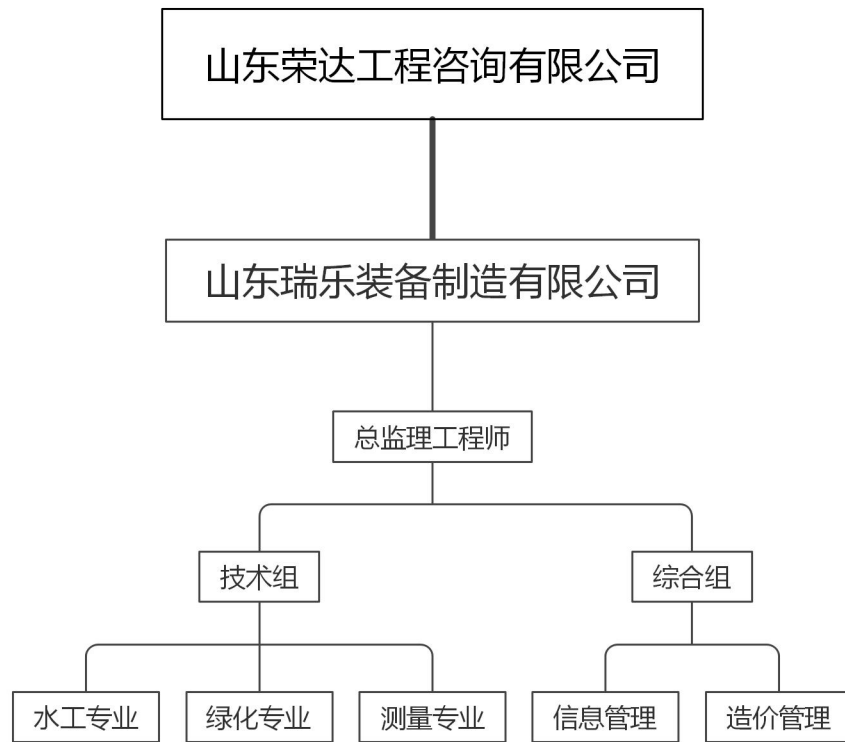 山东荣达工程咨询有限公司
山东瑞乐装备制造有限公司
总监理工程师
技术组
综合组
水工专业
绿化专业
测量专业
信息管理
造价管理